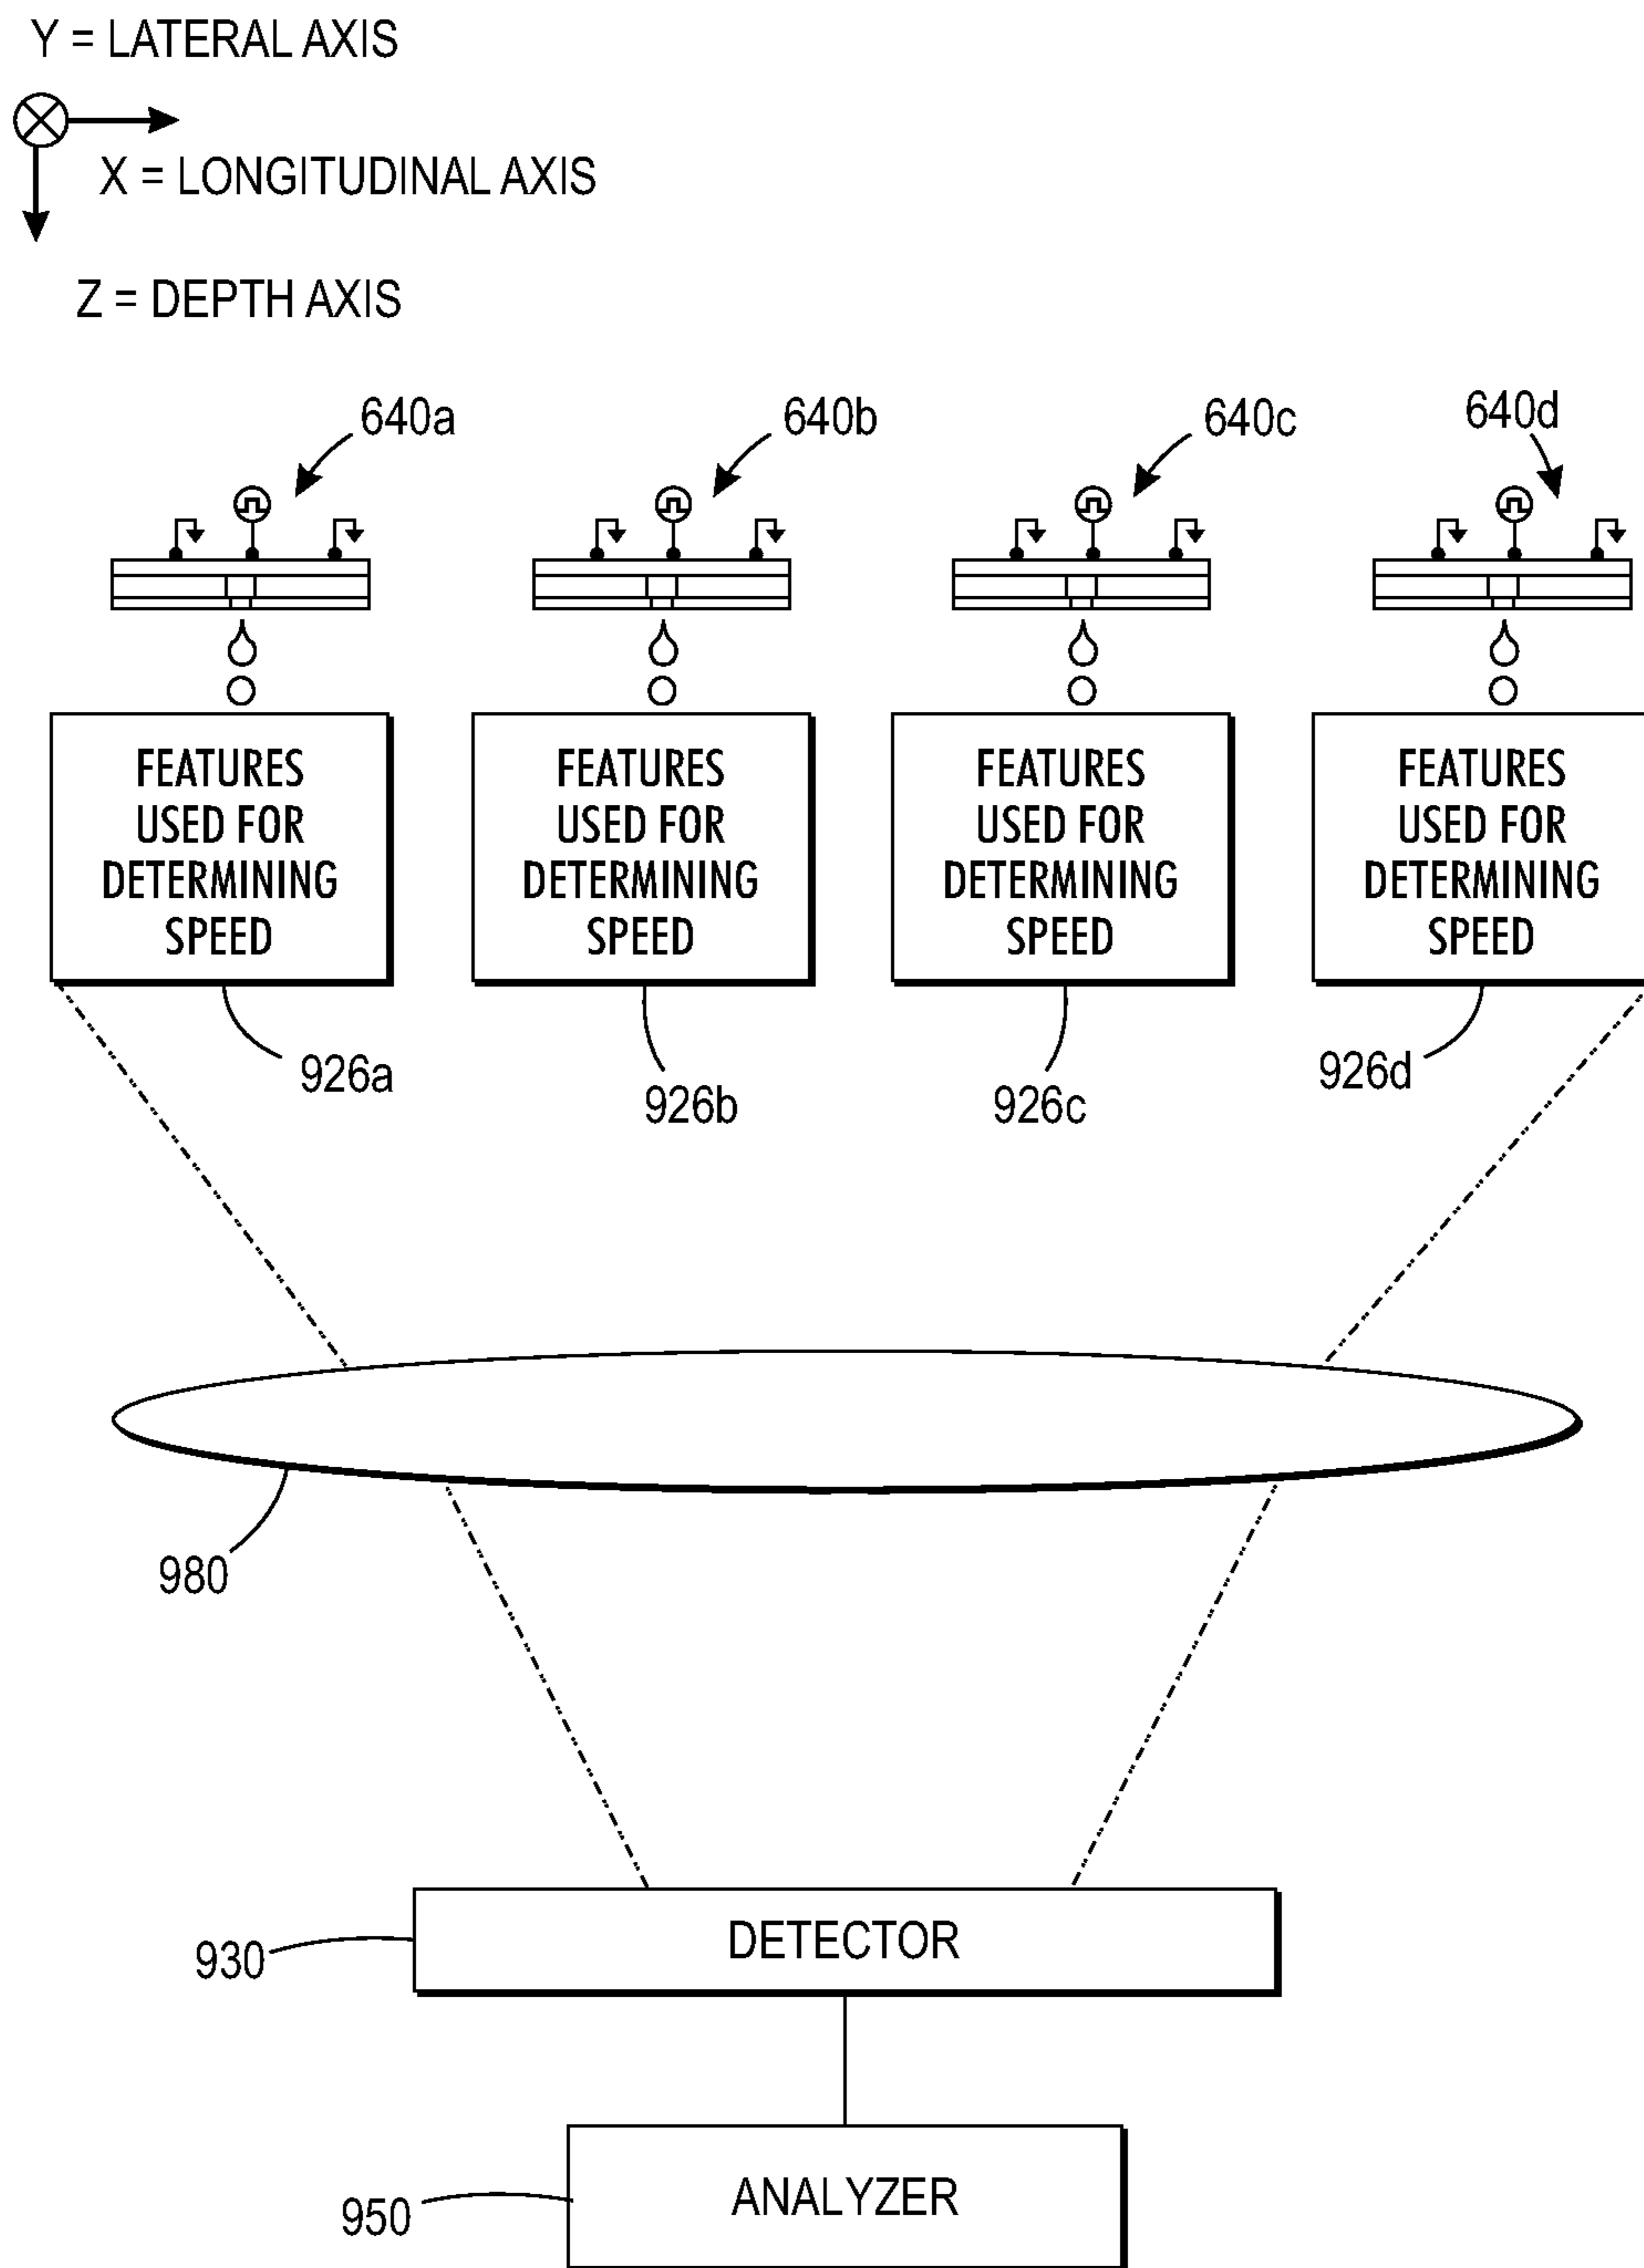 Y = LATERAL AXIS
X = LONGITUDINAL AXIS
Z = DEPTH AXIS
640a
640b
640c
640d
FEATURES
USED FOR
DETERMINING
SPEED
FEATURES
USED FOR
DETERMINING
SPEED
FEATURES
USED FOR
DETERMINING
SPEED
FEATURES
USED FOR
DETERMINING
SPEED
926a
926b
926c
926d
980
DETECTOR
930
ANALYZER
950